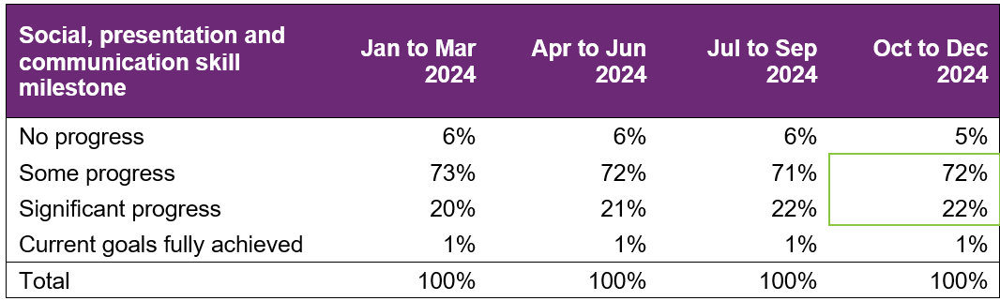 Social, presentation and communication skill milestone Jan to Mar 2024 Apr to Jun 2024 Jul to Sep 2024 Oct to Dec 2024
No progress 6% 6% 6% 5%
Some progress 73% 72% 71% 72%
Significant progress 20% 21% 22% 22%
Current goals fully achieved 1% 1% 1% 1%
Total 100% 100% 100% 100%